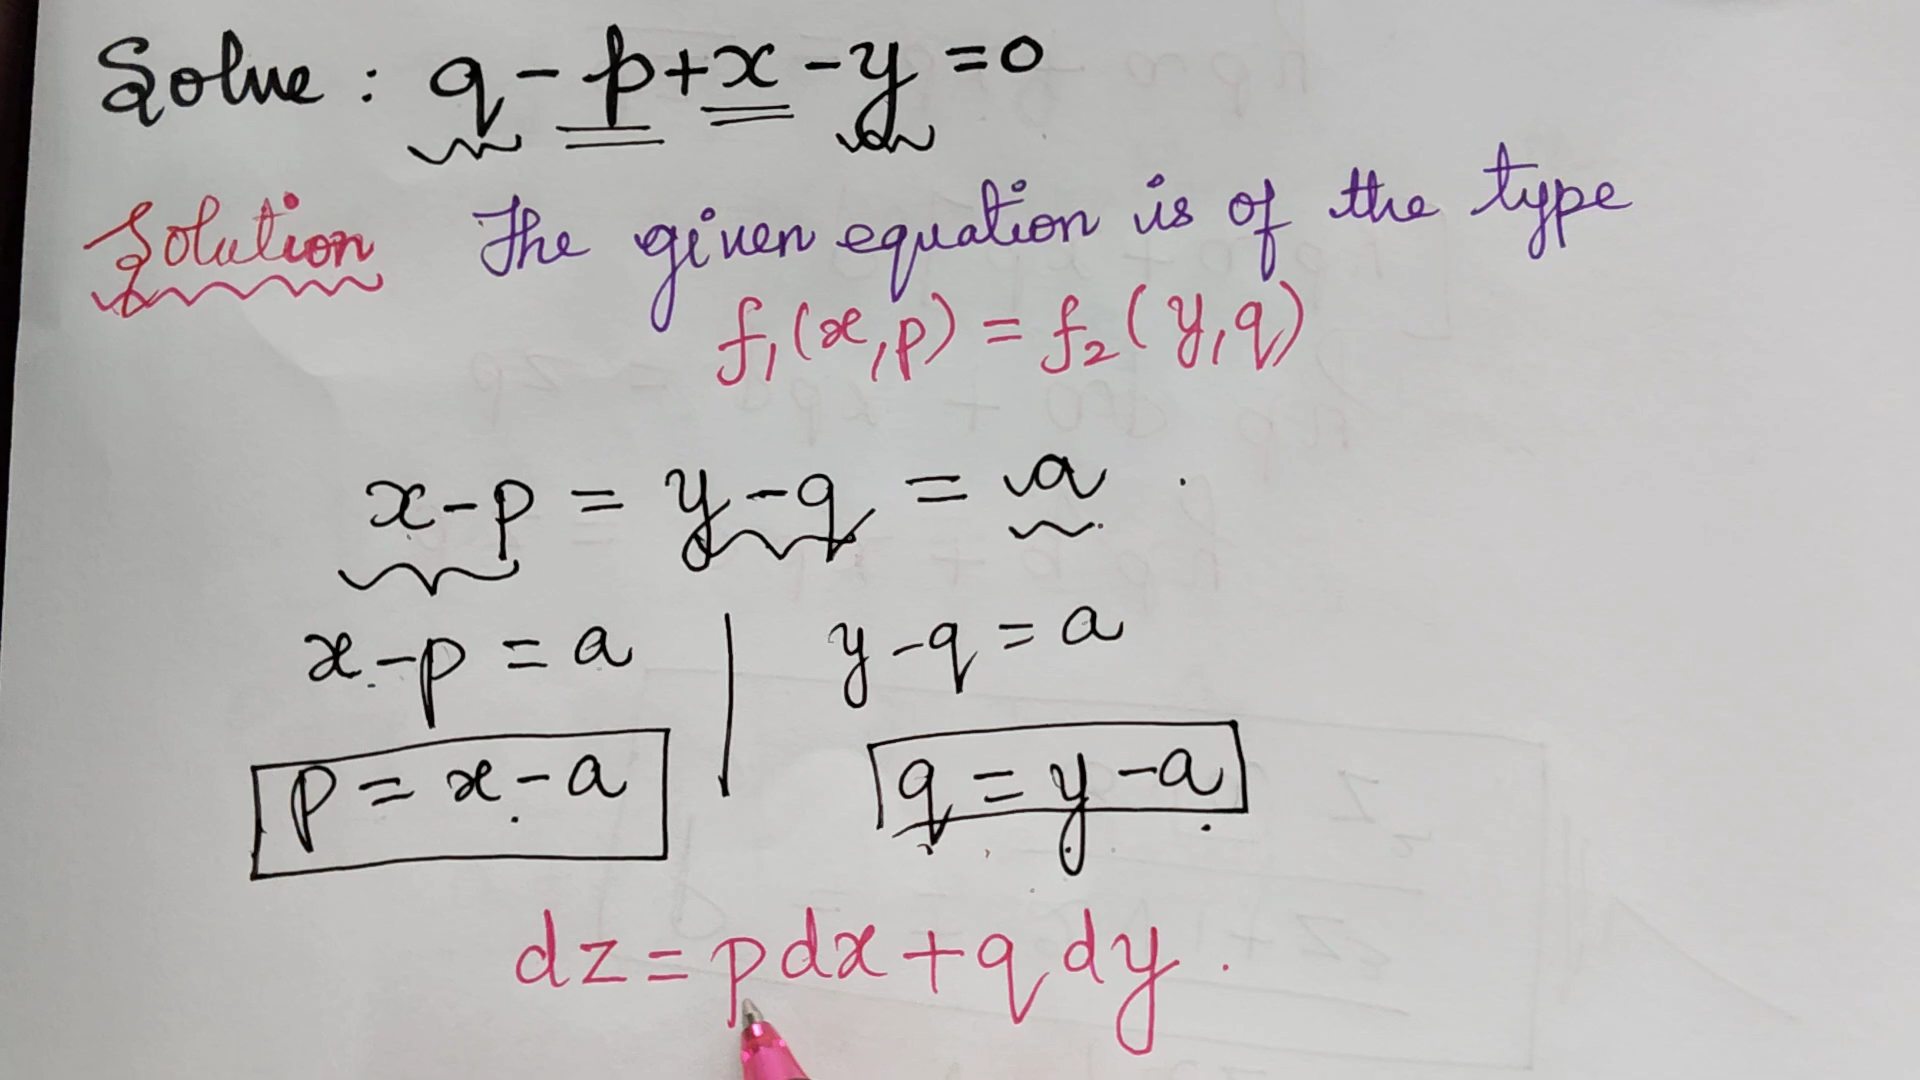 Solve: q - p + x - y = 0
Solution The given equation is of the type
f₁(x,p) = f₂(y,q)
x - p = y - q = a.
x - p = a | y - q = a
p = x - a q = y - a
dz = p dx + q dy.